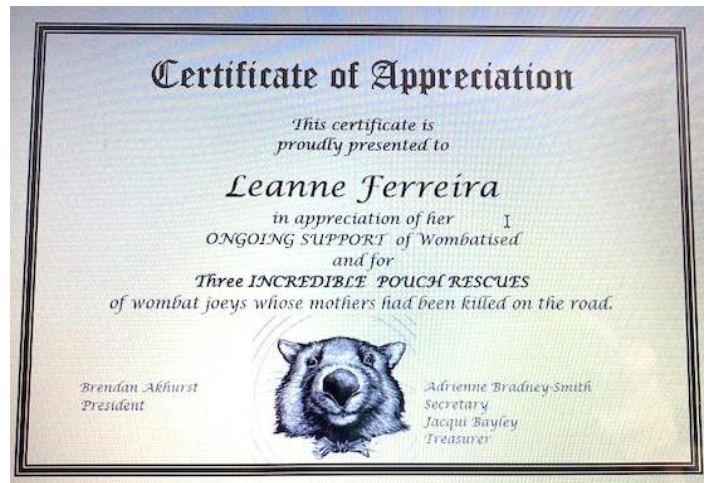 Certificate of Appreciation
This certificate is
proudly presented to
Leanne Ferreira
in appreciation of her
ONGOING SUPPORT of Wombatised
and for
Three INCREDIBLE POUCH RESCUES
of wombat joeys whose mothers had been killed on the road.
Brendan Akhurst
President
Adrienne Bradney-Smith
Secretary
Jacqui Bayley
Treasurer